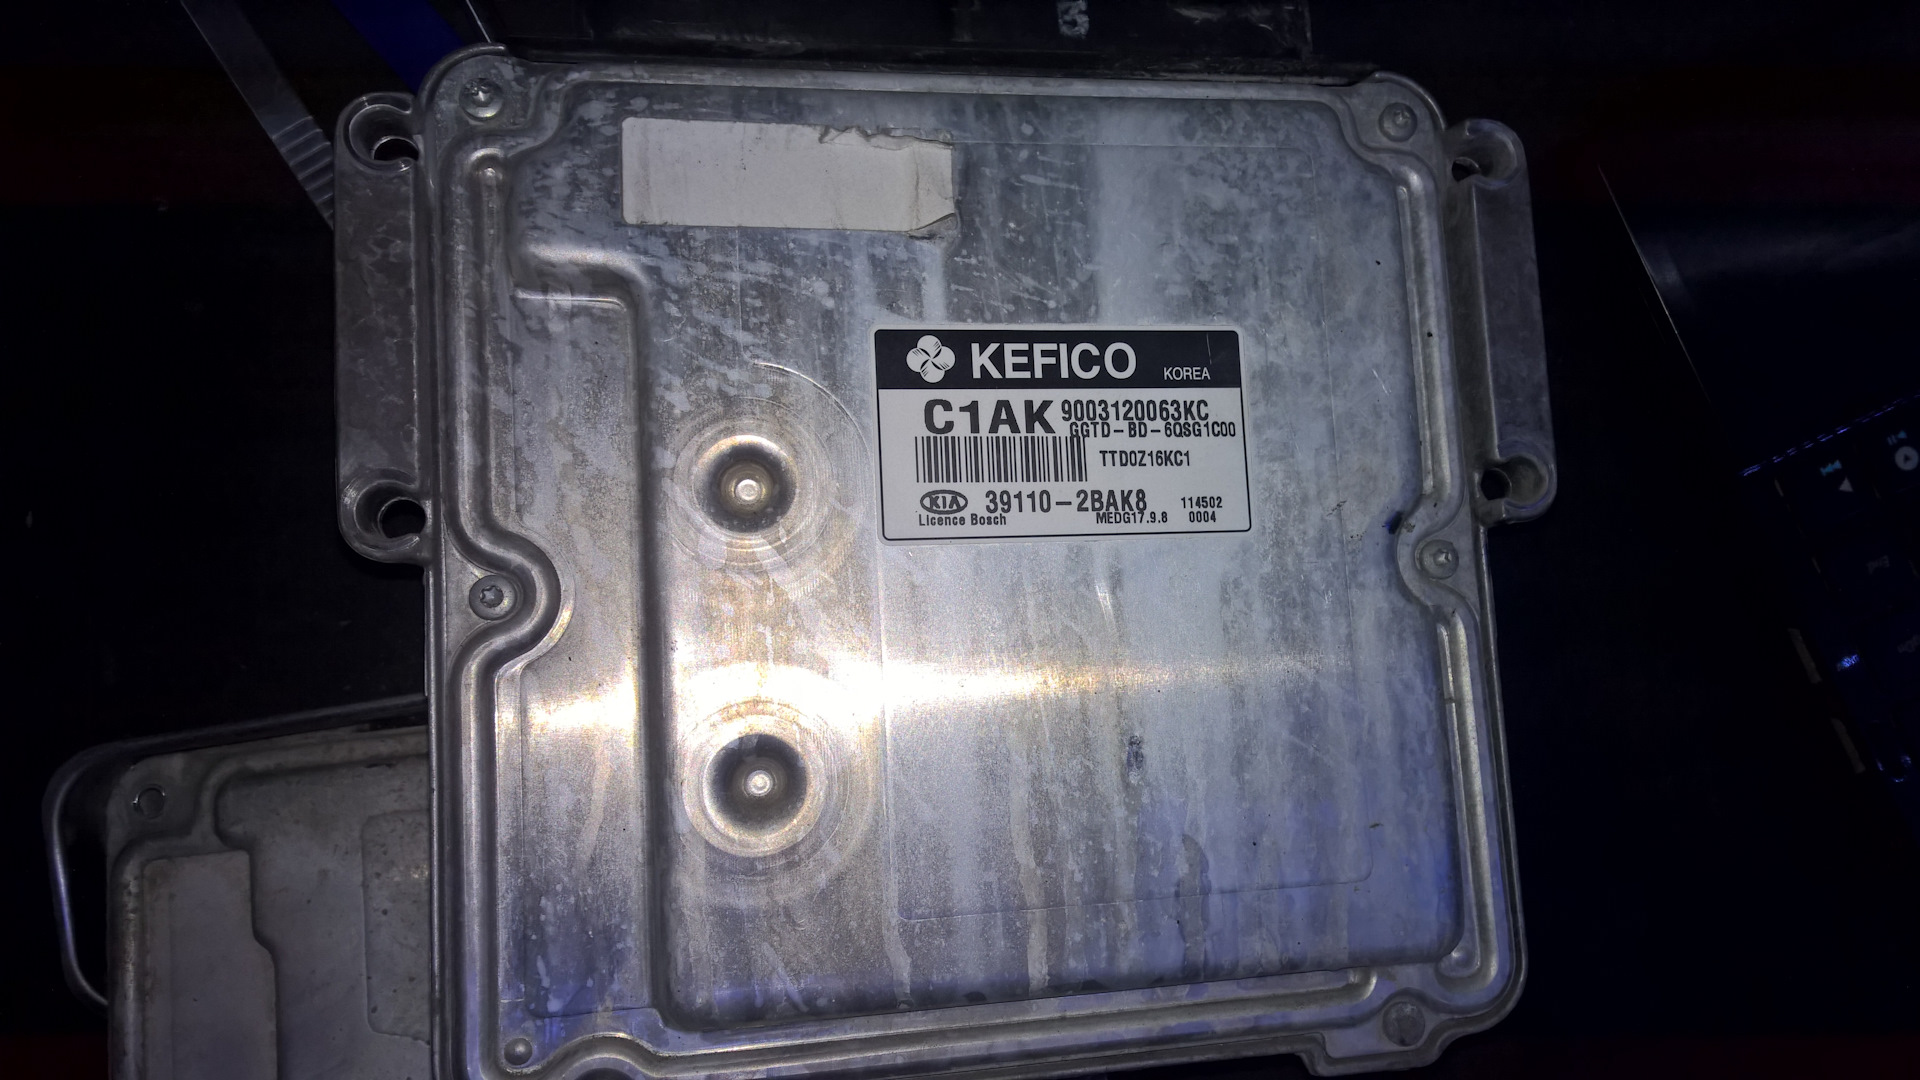 KEFICO KOREA
C1AK 9003120063KC
GGTD-BD-6QSG1C00
TTD0Z16KC1
KIA 39110-2BAK8 114502
Licence Bosch MEDG17.9.8 0004